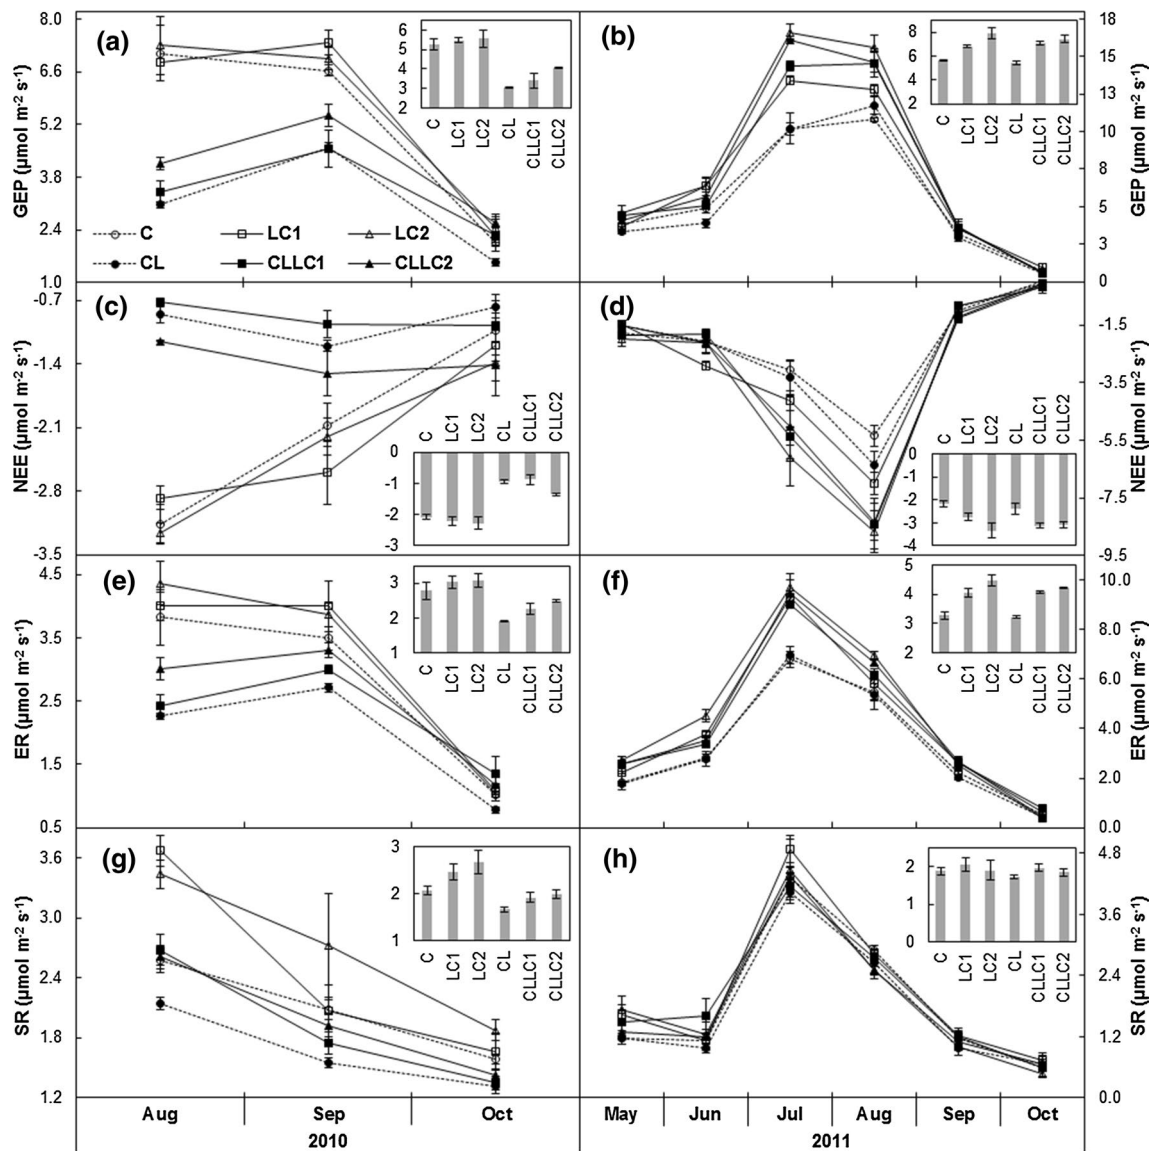 (a)
GEP (µmol m⁻² s⁻¹)
8.0
6.6
5.2
3.8
2.4
1.0
6
5
4
3
2
C
LC1
LC2
CL
CLLC1
CLLC2
C
LC1
LC2
CL
CLLC1
CLLC2
(b)
GEP (µmol m⁻² s⁻¹)
18
15
13
10
8
5
3
0
8
6
4
2
C
LC1
LC2
CL
CLLC1
CLLC2
(c)
NEE (µmol m⁻² s⁻¹)
-0.7
-1.4
-2.1
-2.8
-3.5
C
LC1
LC2
CL
CLLC1
CLLC2
0
-1
-2
-3
(d)
NEE (µmol m⁻² s⁻¹)
-1.5
-3.5
-5.5
-7.5
-9.5
C
LC1
LC2
CL
CLLC1
CLLC2
0
-1
-2
-3
-4
(e)
ER (µmol m⁻² s⁻¹)
4.5
3.5
2.5
1.5
0.5
3
2
1
C
LC1
LC2
CL
CLLC1
CLLC2
(f)
ER (µmol m⁻² s⁻¹)
10.0
8.0
6.0
4.0
2.0
0.0
5
4
3
2
C
LC1
LC2
CL
CLLC1
CLLC2
(g)
SR (µmol m⁻² s⁻¹)
3.6
3.0
2.4
1.8
1.2
3
2
1
C
LC1
LC2
CL
CLLC1
CLLC2
(h)
SR (µmol m⁻² s⁻¹)
4.8
3.6
2.4
1.2
0.0
2
1
0
C
LC1
LC2
CL
CLLC1
CLLC2
Aug Sep Oct
2010
May Jun Jul Aug Sep Oct
2011